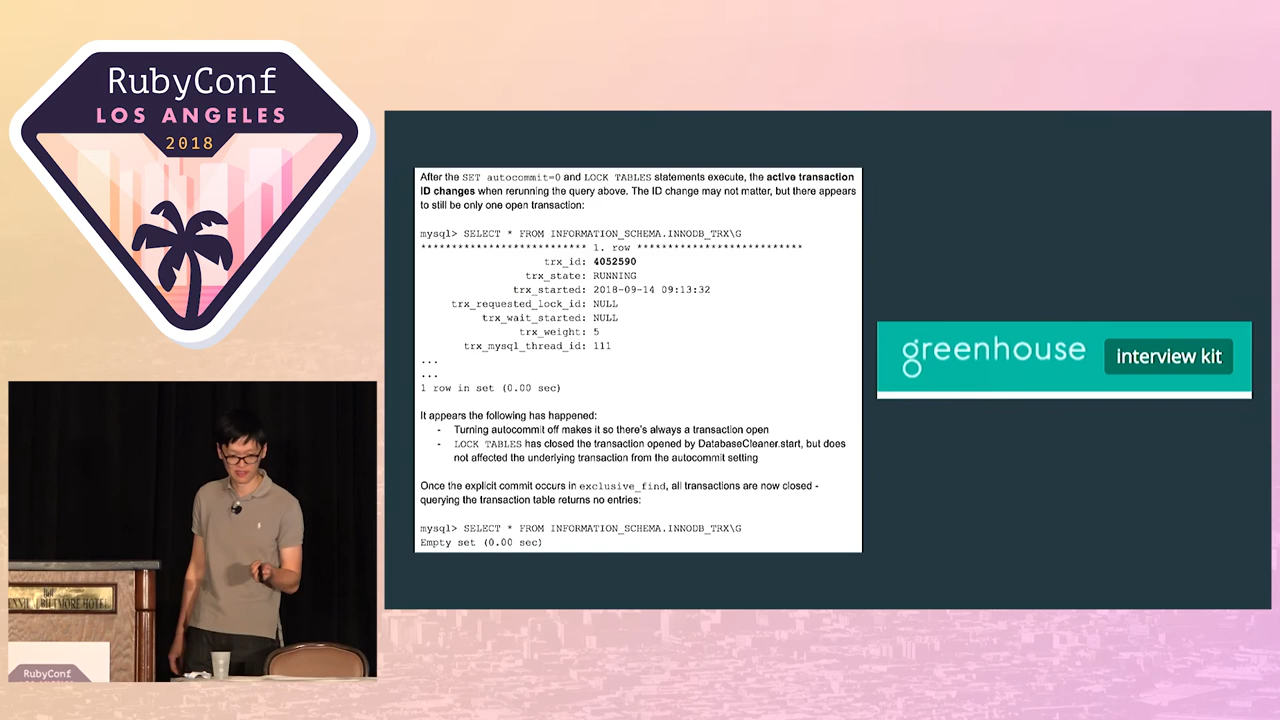 RubyConf
LOS ANGELES
2018
After the SET autocommit=0 and LOCK TABLES statements execute, the active transaction
ID changes when rerunning the query above. The ID change may not matter, but there appears
to still be only one open transaction:
mysql> SELECT * FROM INFORMATION_SCHEMA.INNODB_TRX\G
*************************** 1. row ***************************
trx_id: 4052590
trx_state: RUNNING
trx_started: 2018-09-14 09:13:32
trx_requested_lock_id: NULL
trx_wait_started: NULL
trx_weight: 5
trx_mysql_thread_id: 111
...
...
1 row in set (0.00 sec)
It appears the following has happened:
- Turning autocommit off makes it so there's always a transaction open
- LOCK TABLES has closed the transaction opened by DatabaseCleaner.start, but does
not affected the underlying transaction from the autocommit setting
Once the explicit commit occurs in exclusive_find, all transactions are now closed -
querying the transaction table returns no entries:
mysql> SELECT * FROM INFORMATION_SCHEMA.INNODB_TRX\G
Empty set (0.00 sec)
greenhouse interview kit
BILTMORE HOTEL
RubyConf